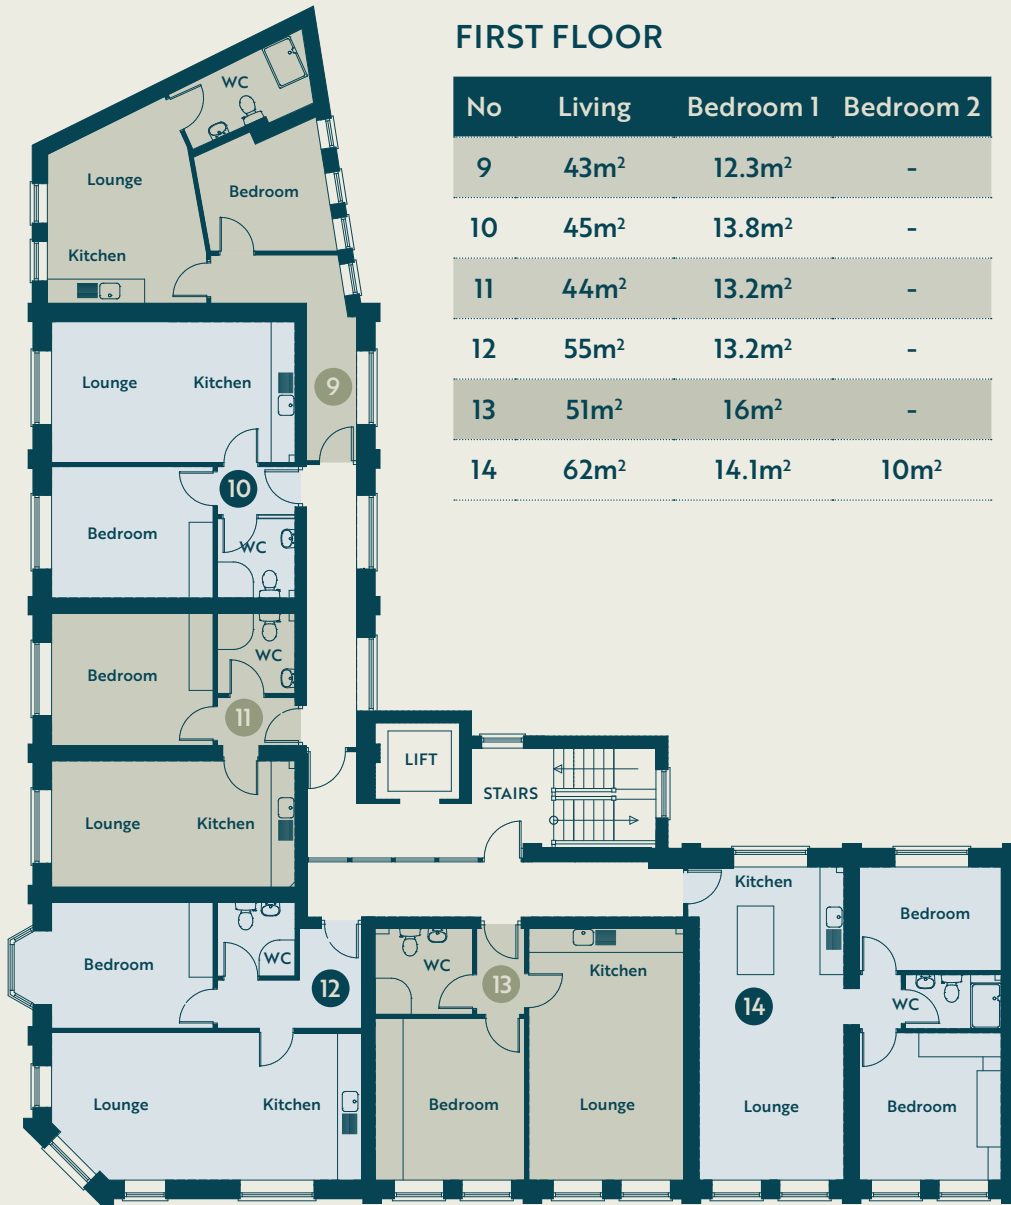 FIRST FLOOR
No Living Bedroom 1 Bedroom 2
9 43m² 12.3m² -
10 45m² 13.8m² -
11 44m² 13.2m² -
12 55m² 13.2m² -
13 51m² 16m² -
14 62m² 14.1m² 10m²
WC
Lounge
Bedroom
Kitchen
9
Lounge Kitchen
10
Bedroom
WC
WC
Bedroom
11
LIFT
STAIRS
Lounge Kitchen
Kitchen
Bedroom
Bedroom
WC
WC
Kitchen
12
13
14
WC
Lounge Kitchen
Bedroom
Lounge
Lounge
Bedroom